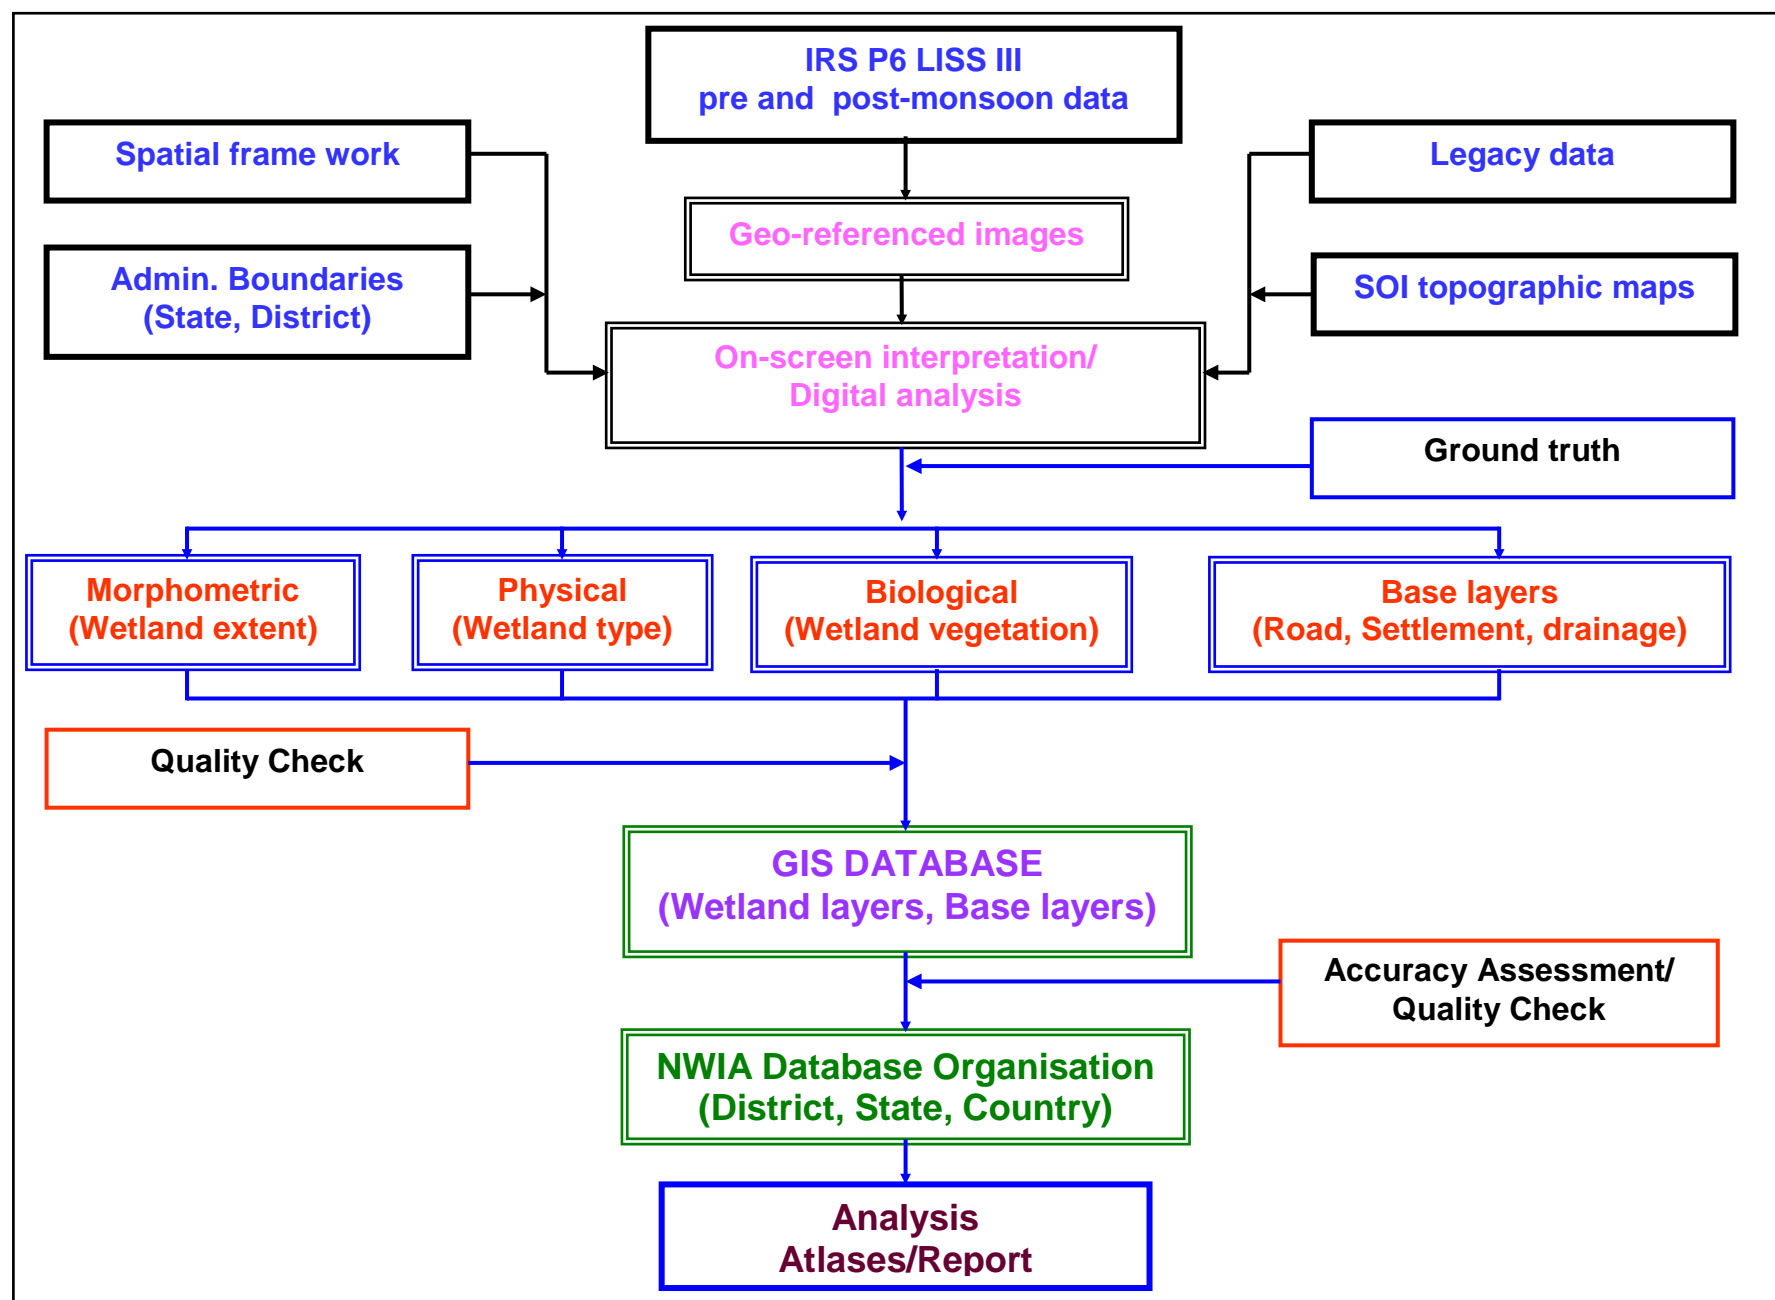 IRS P6 LISS III
pre and post-monsoon data
Spatial frame work
Legacy data
Geo-referenced images
Admin. Boundaries
(State, District)
SOI topographic maps
On-screen interpretation/
Digital analysis
Ground truth
Morphometric
(Wetland extent)
Physical
(Wetland type)
Biological
(Wetland vegetation)
Base layers
(Road, Settlement, drainage)
Quality Check
GIS DATABASE
(Wetland layers, Base layers)
Accuracy Assessment/
Quality Check
NWIA Database Organisation
(District, State, Country)
Analysis
Atlases/Report